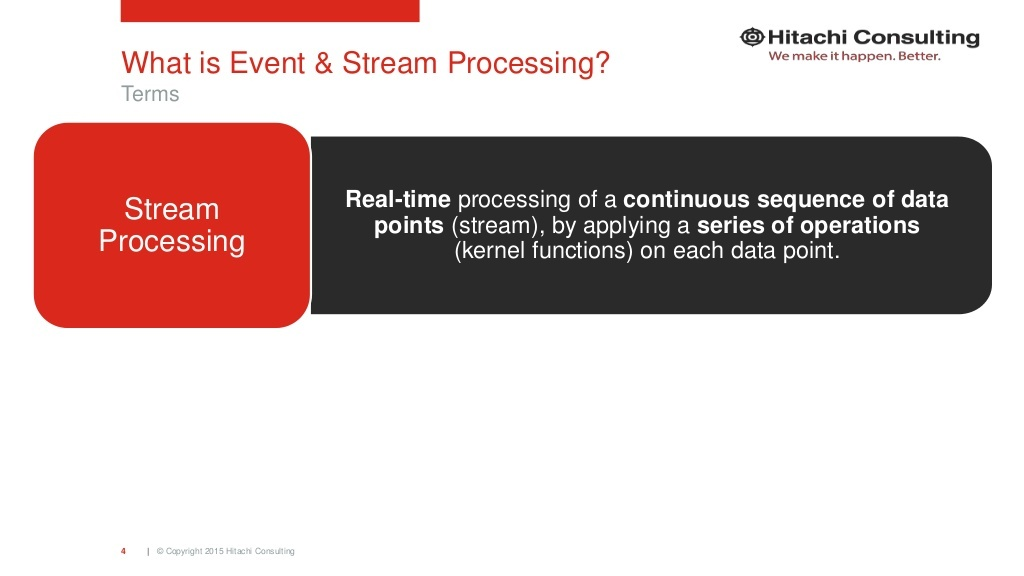 Hitachi Consulting
We make it happen. Better.
What is Event & Stream Processing?
Terms
Stream
Processing
Real-time processing of a continuous sequence of data
points (stream), by applying a series of operations
(kernel functions) on each data point.
4 | © Copyright 2015 Hitachi Consulting